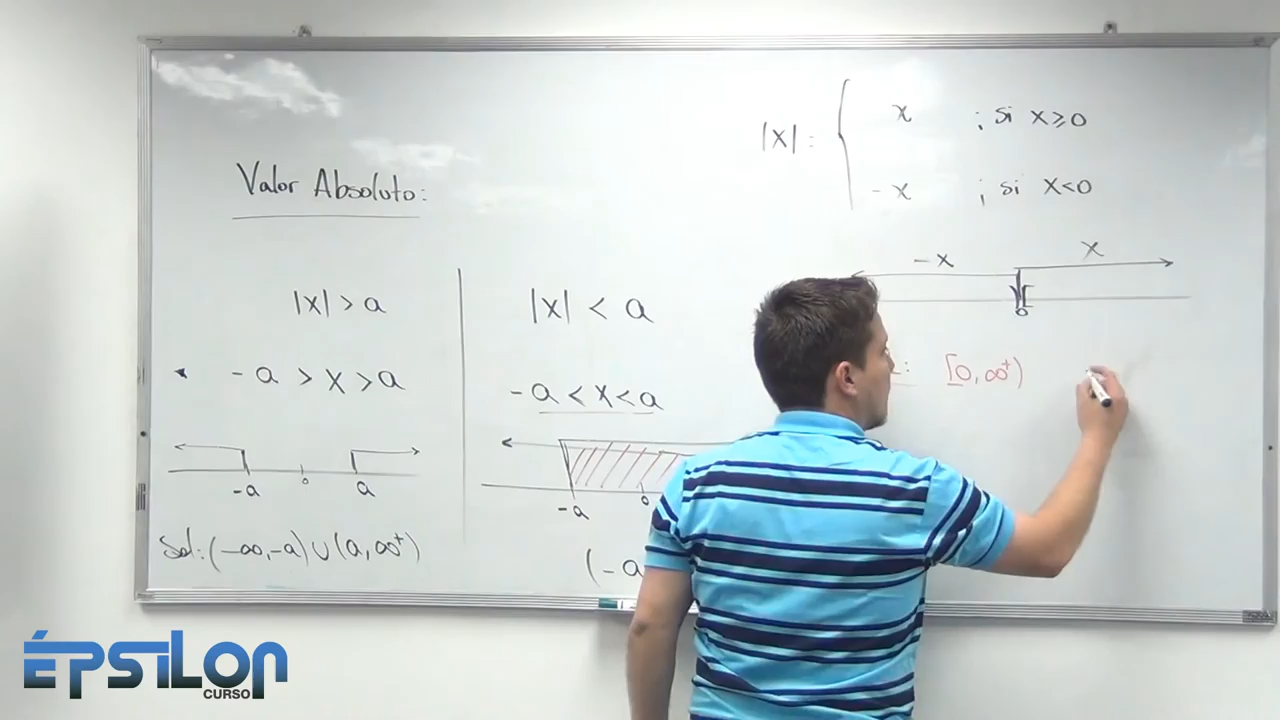 Valor Absoluto:
|x| > a
-a > x > a
-a
0
a
Sol: (-∞, -a) ∪ (a, ∞⁺)
|x| < a
-a < x < a
-a
0
(-a
|x| :
x ; si x ≥ 0
-x ; si x < 0
-x
x
0
: [0, ∞⁺)
ÉPSILON
CURSO